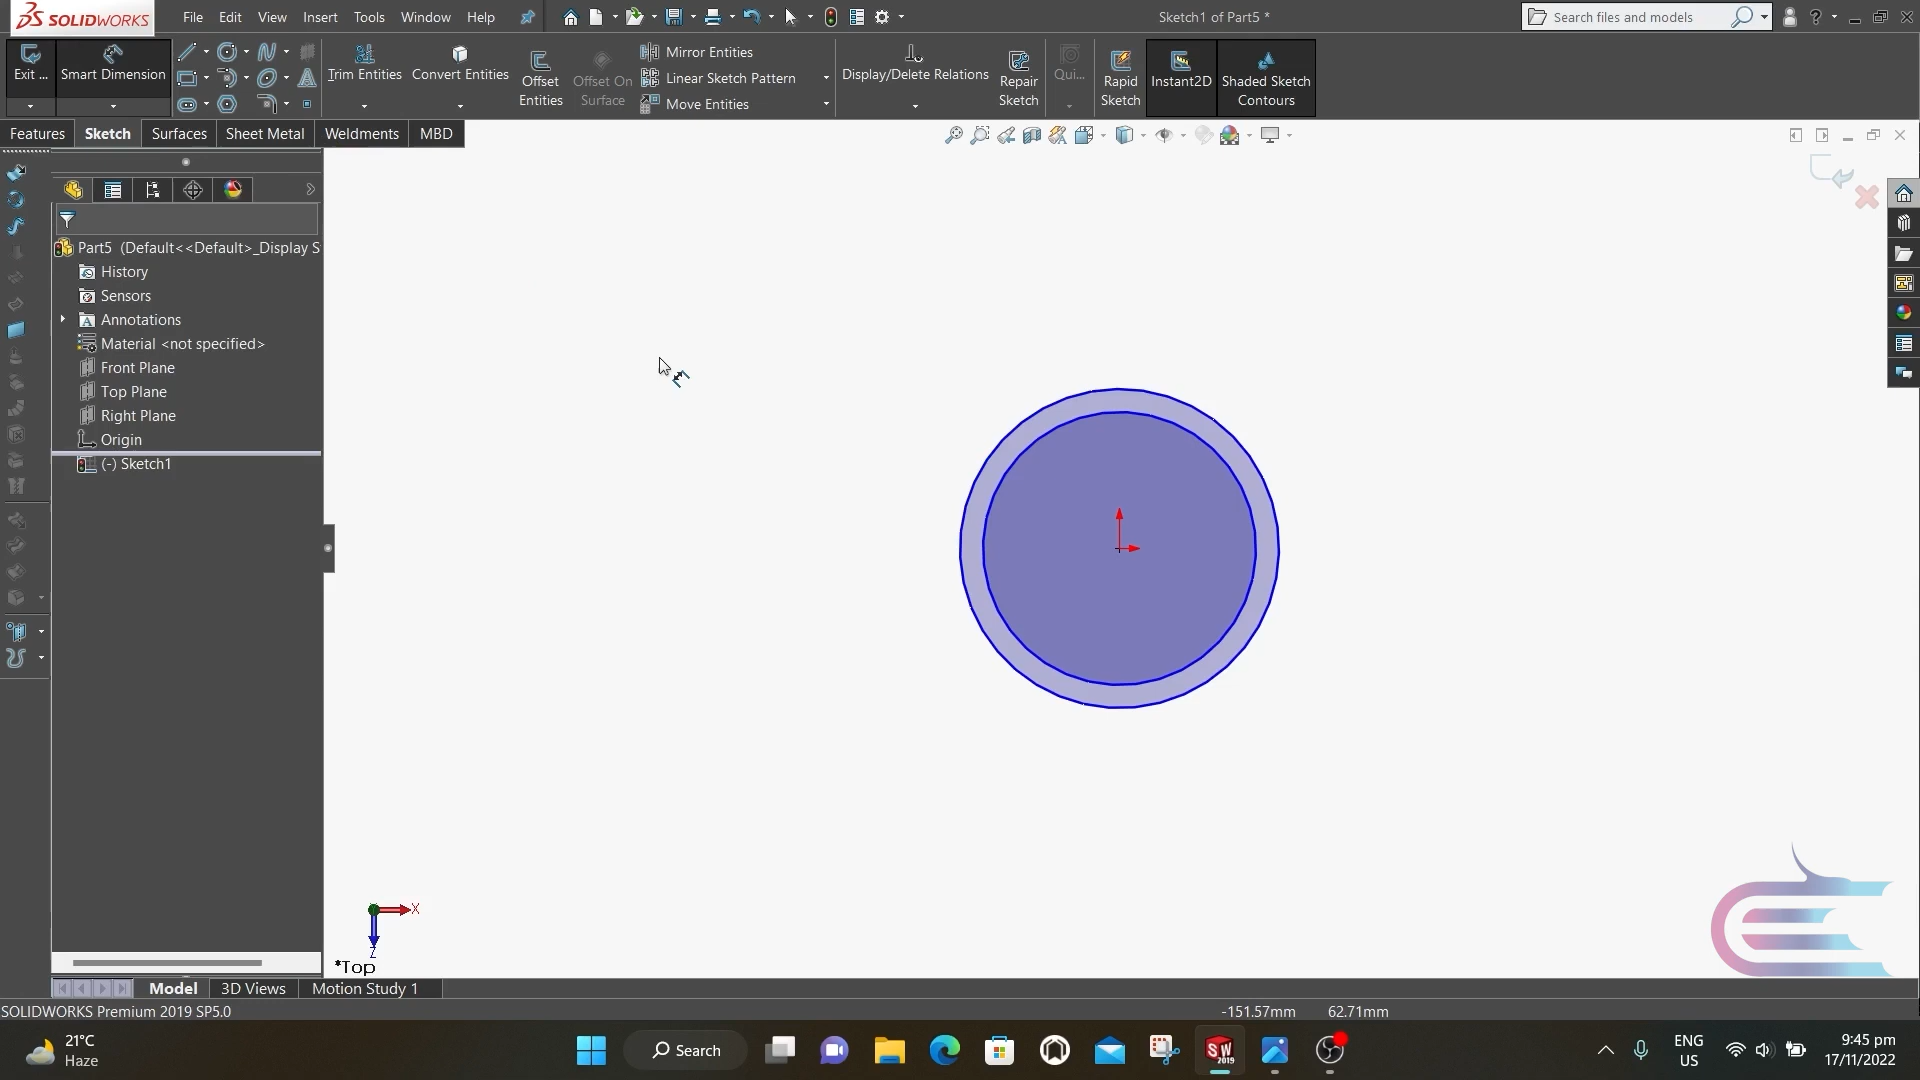 SOLIDWORKS
File Edit View Insert Tools Window Help
Sketch1 of Part5 *
Search files and models
Exit ...
Smart Dimension
Trim Entities
Convert Entities
Offset Entities
Offset On Surface
Mirror Entities
Linear Sketch Pattern
Move Entities
Display/Delete Relations
Repair Sketch
Qui...
Rapid Sketch
Instant2D
Shaded Sketch Contours
Features Sketch Surfaces Sheet Metal Weldments MBD
Part5 (Default<<Default>_Display S
History
Sensors
Annotations
Material <not specified>
Front Plane
Top Plane
Right Plane
Origin
(-) Sketch1
X
Z
*Top
Model 3D Views Motion Study 1
SOLIDWORKS Premium 2019 SP5.0
-151.57mm 62.71mm
21°C
Haze
Search
SW
2019
ENG
US
9:45 pm
17/11/2022